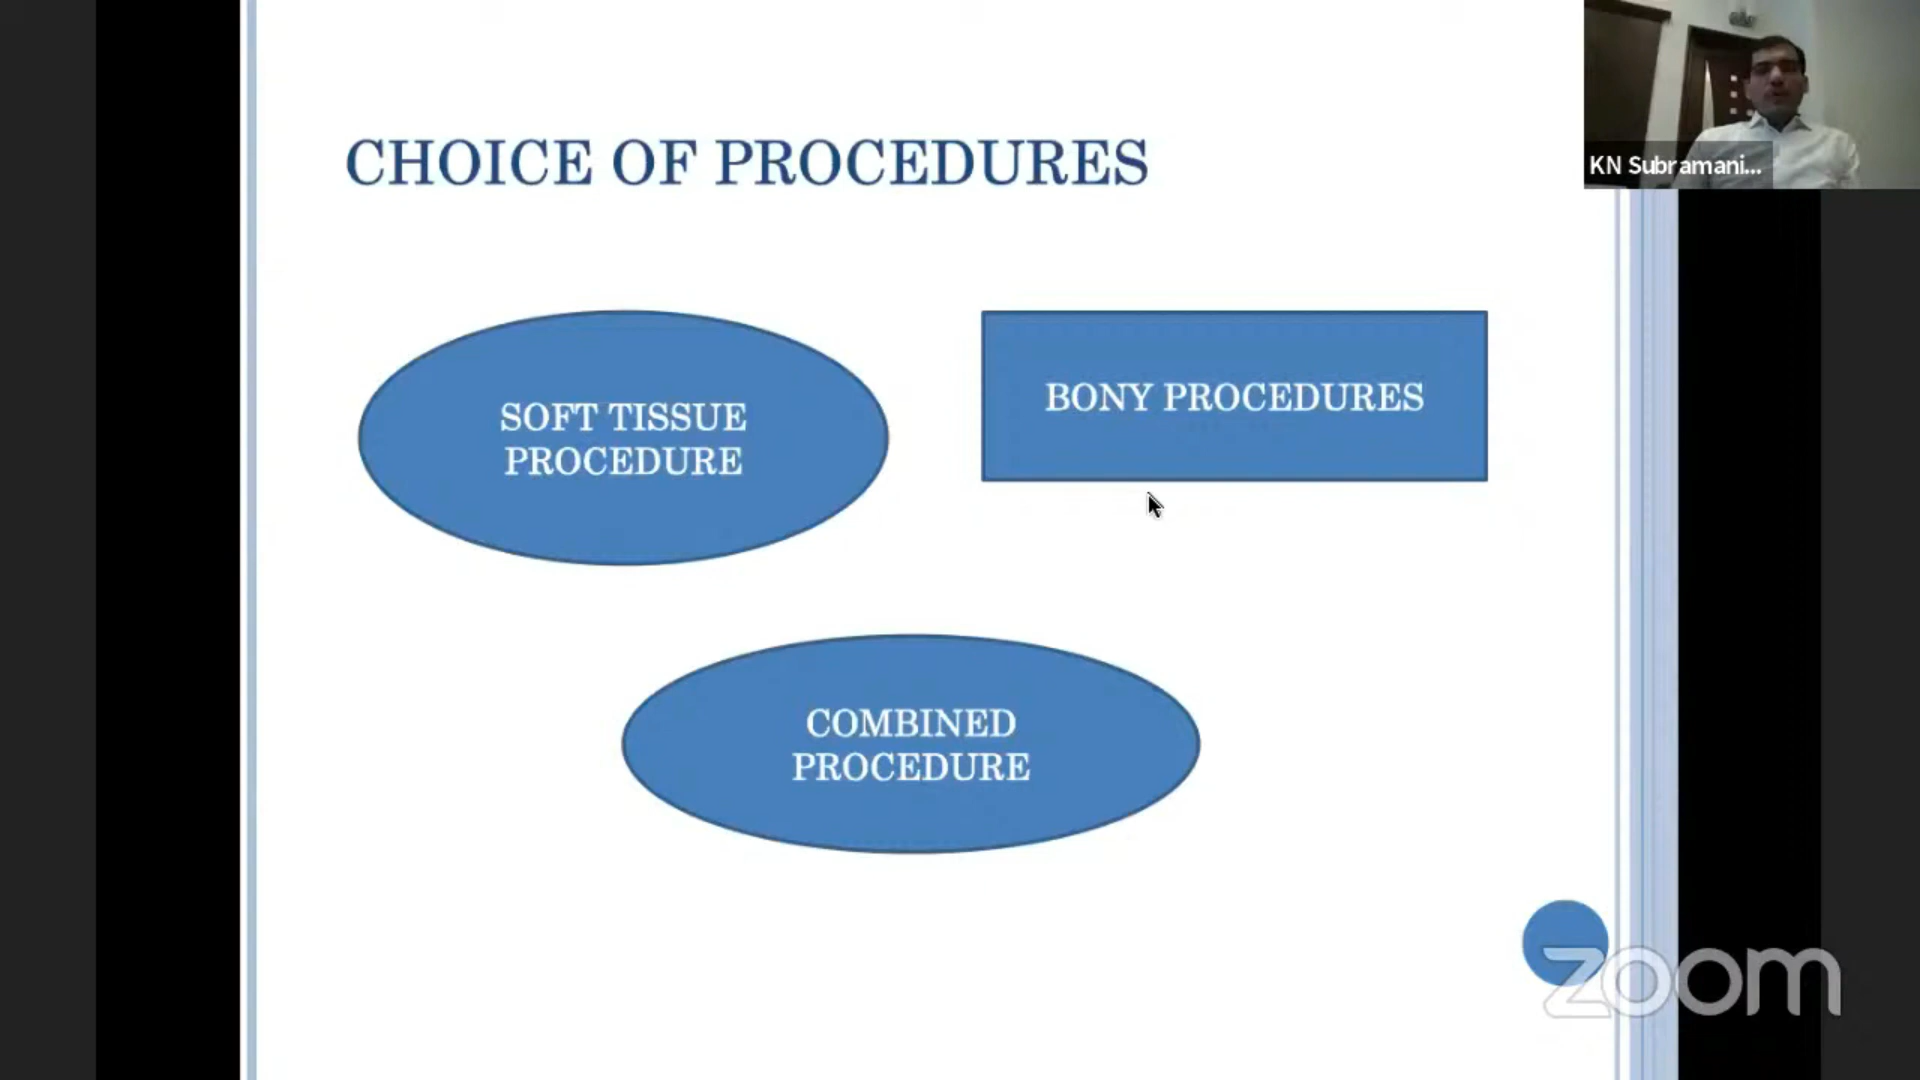 CHOICE OF PROCEDURES
KN Subramani...
SOFT TISSUE
PROCEDURE
BONY PROCEDURES
COMBINED
PROCEDURE
zoom